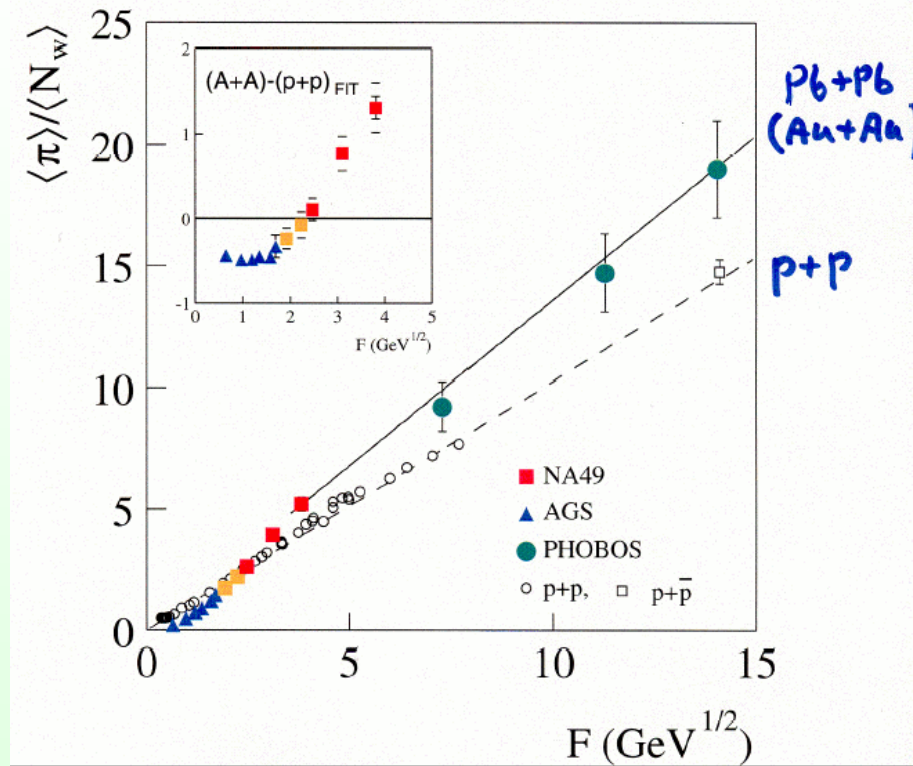 ⟨π⟩/⟨N_w⟩
25
20
15
10
5
0
2
1
0
-1
(A+A)-(p+p) FIT
0 1 2 3 4 5
F (GeV^1/2)
Pb+Pb
(Au+Au)
p+p
NA49
AGS
PHOBOS
p+p, p+p̅
0 5 10 15
F (GeV^1/2)